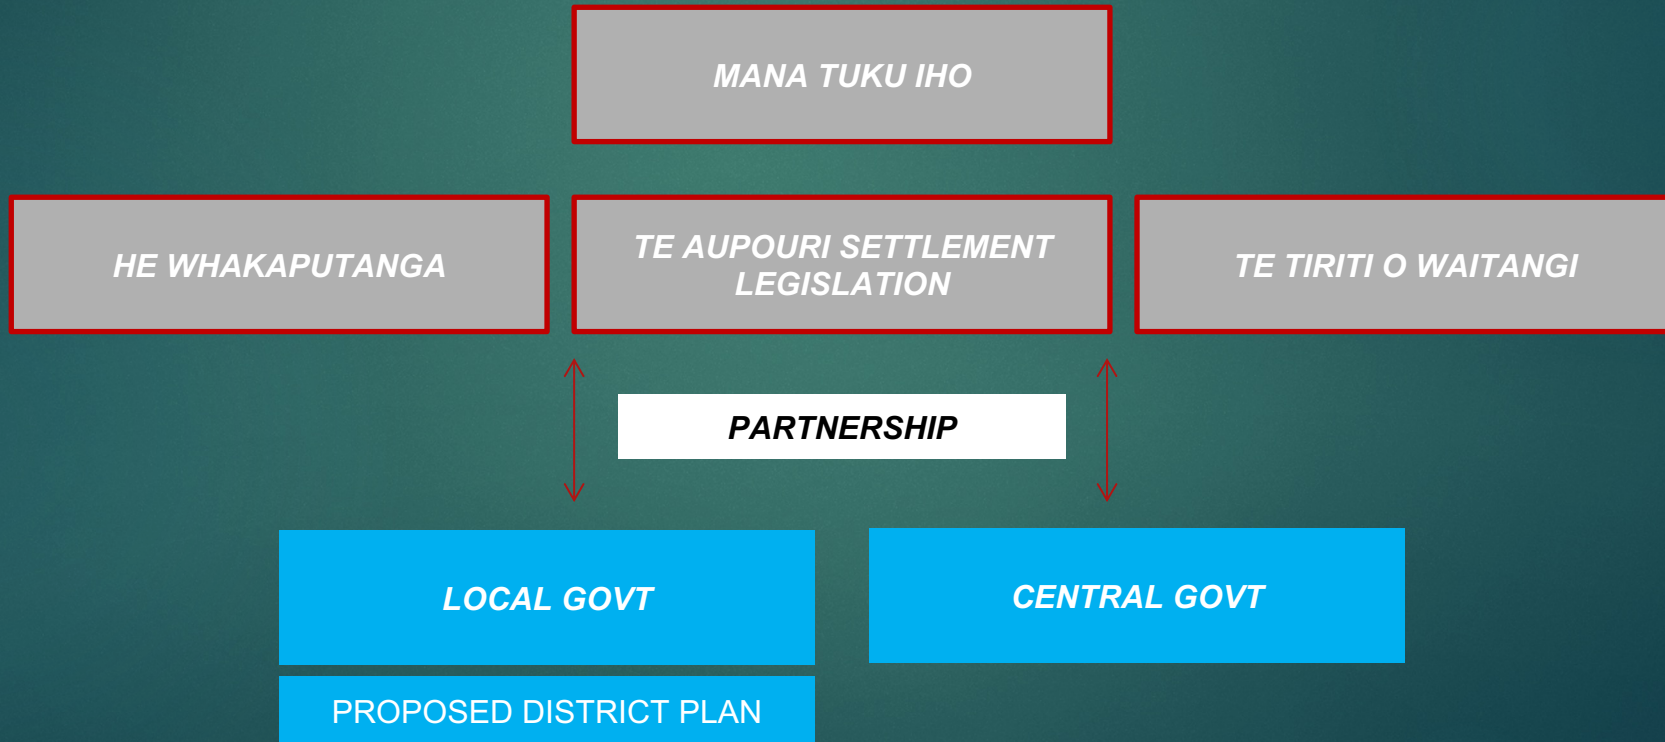 MANA TUKU IHO
HE WHAKAPUTANGA
TE AUPOURI SETTLEMENT
LEGISLATION
TE TIRITI O WAITANGI
PARTNERSHIP
LOCAL GOVT
CENTRAL GOVT
PROPOSED DISTRICT PLAN